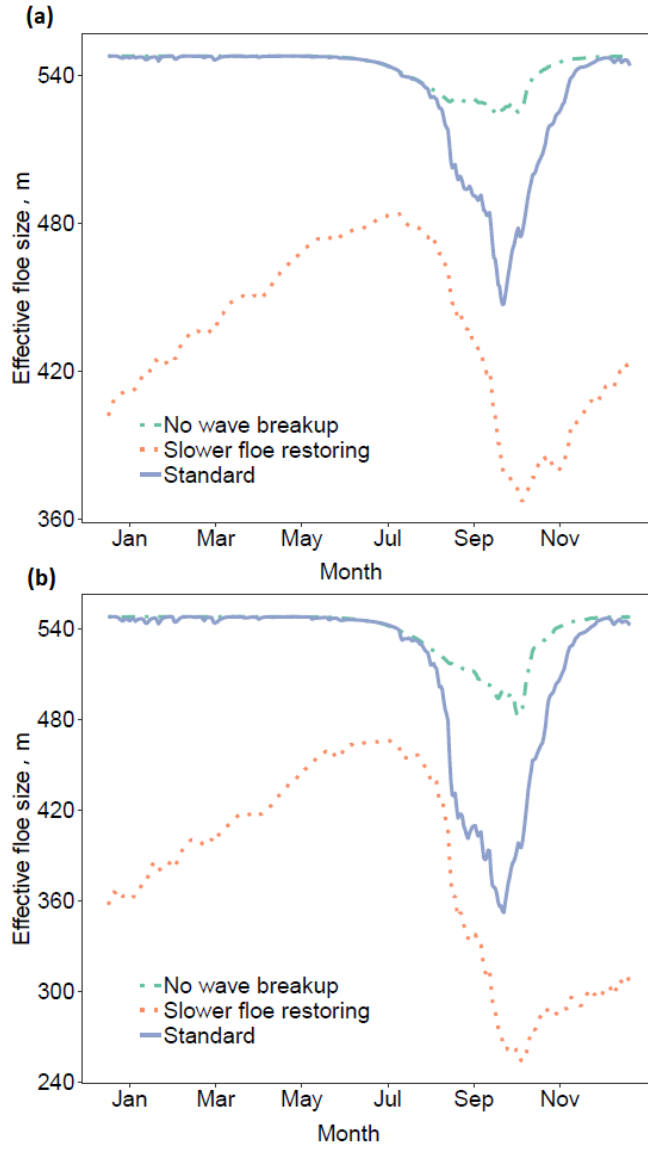 (a)
540
480
420
360
Effective floe size, m
No wave breakup
Slower floe restoring
Standard
Jan Mar May Jul Sep Nov
Month
(b)
540
480
420
360
300
240
Effective floe size, m
No wave breakup
Slower floe restoring
Standard
Jan Mar May Jul Sep Nov
Month